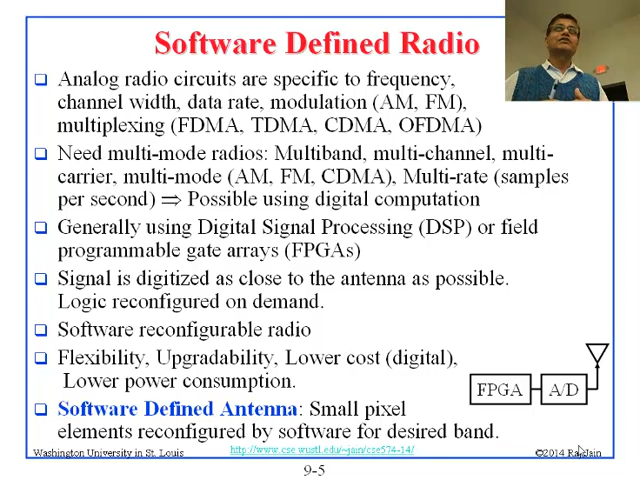 Software Defined Radio
Analog radio circuits are specific to frequency,
channel width, data rate, modulation (AM, FM),
multiplexing (FDMA, TDMA, CDMA, OFDMA)
Need multi-mode radios: Multiband, multi-channel, multi-
carrier, multi-mode (AM, FM, CDMA), Multi-rate (samples
per second) ⇒ Possible using digital computation
Generally using Digital Signal Processing (DSP) or field
programmable gate arrays (FPGAs)
Signal is digitized as close to the antenna as possible.
Logic reconfigured on demand.
Software reconfigurable radio
Flexibility, Upgradability, Lower cost (digital),
Lower power consumption.
FPGA A/D
Software Defined Antenna: Small pixel
elements reconfigured by software for desired band.
Washington University in St. Louis
http://www.cse.wustl.edu/~jain/cse574-14/
©2014 Raj Jain
9-5